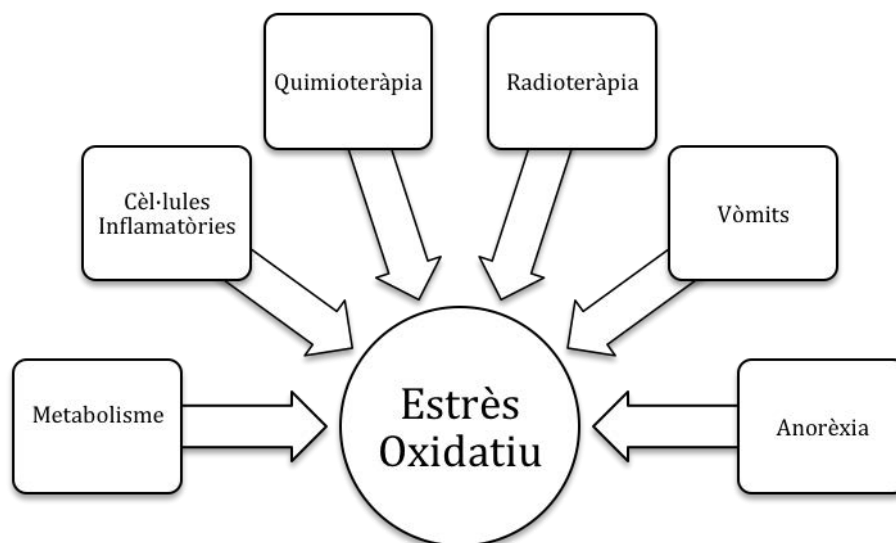 Quimioteràpia
Radioteràpia
Cèl·lules
Inflamatòries
Vòmits
Metabolisme
Estrès
Oxidatiu
Anorèxia